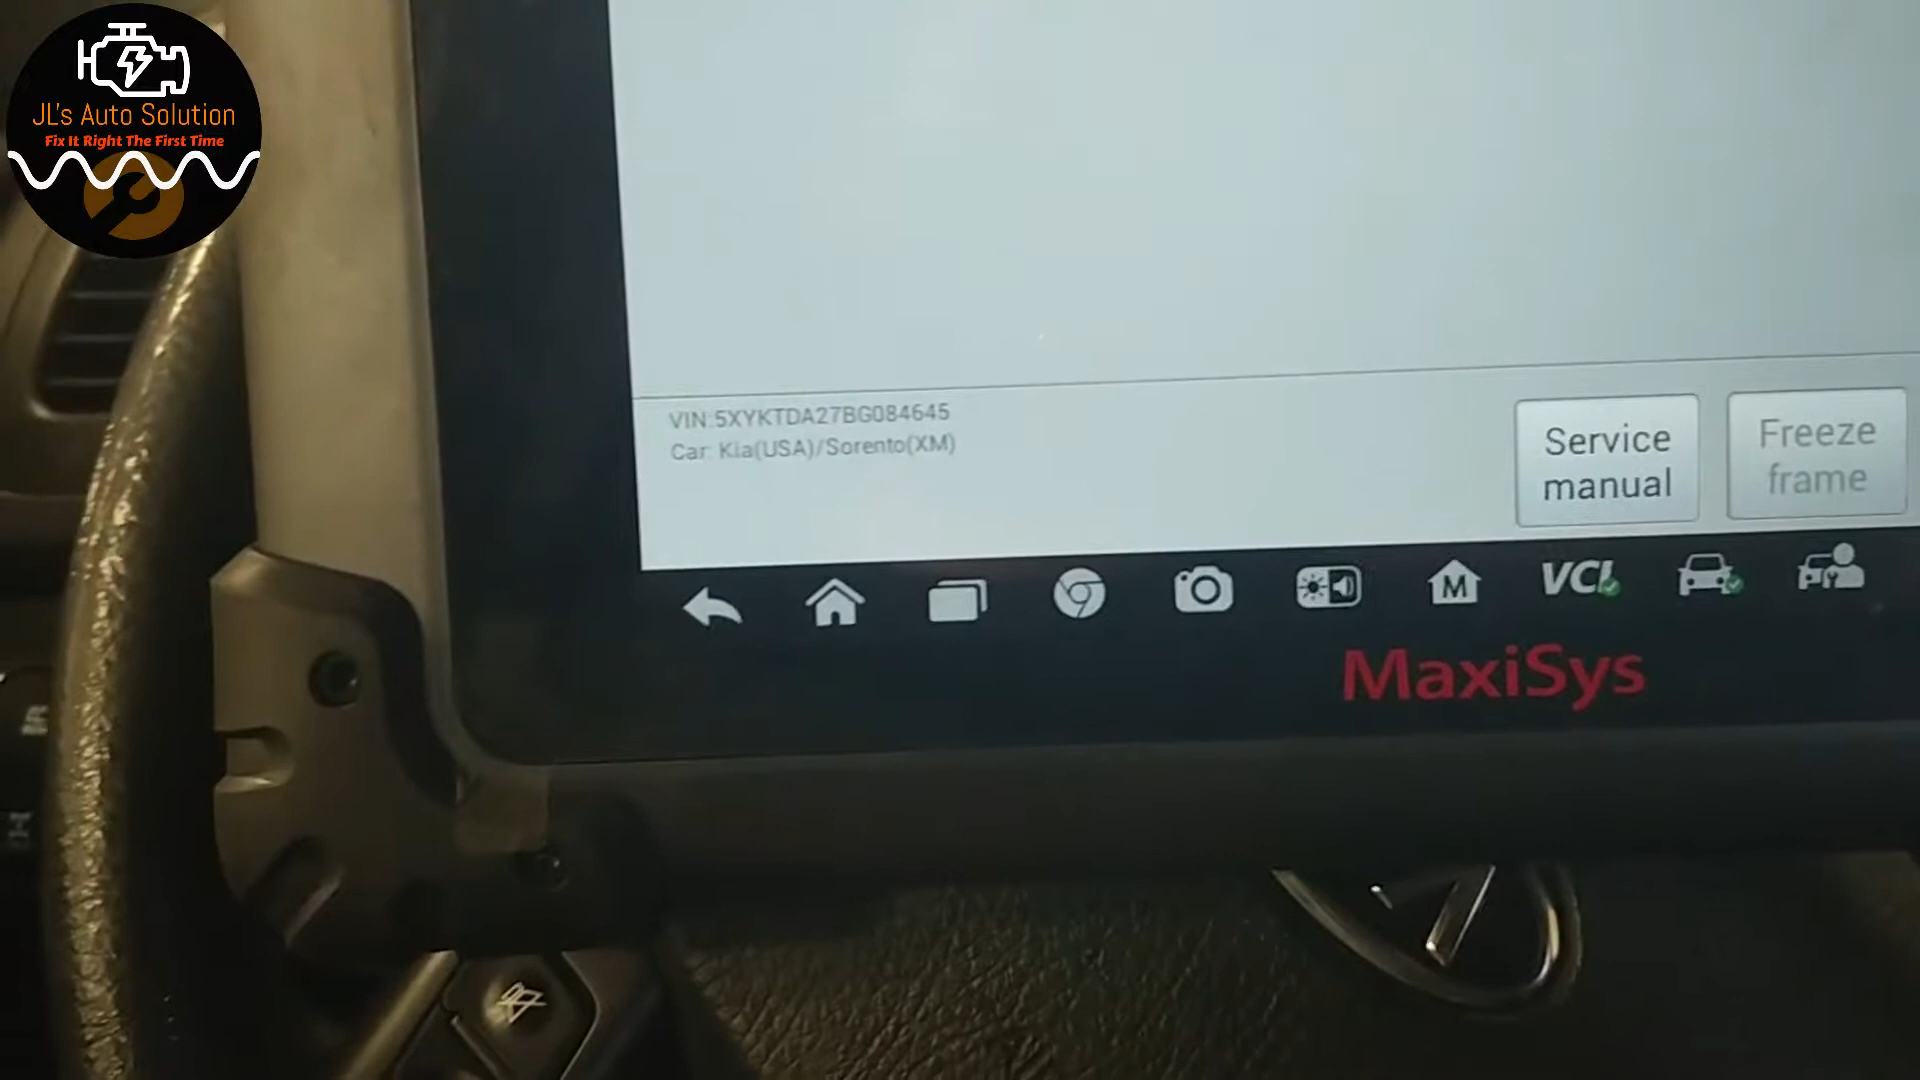 JL's Auto Solution
Fix It Right The First Time
VIN:5XYKTDA27BG084645
Car: Kia(USA)/Sorento(XM)
Service
manual
Freeze
frame
M
VCI
MaxiSys